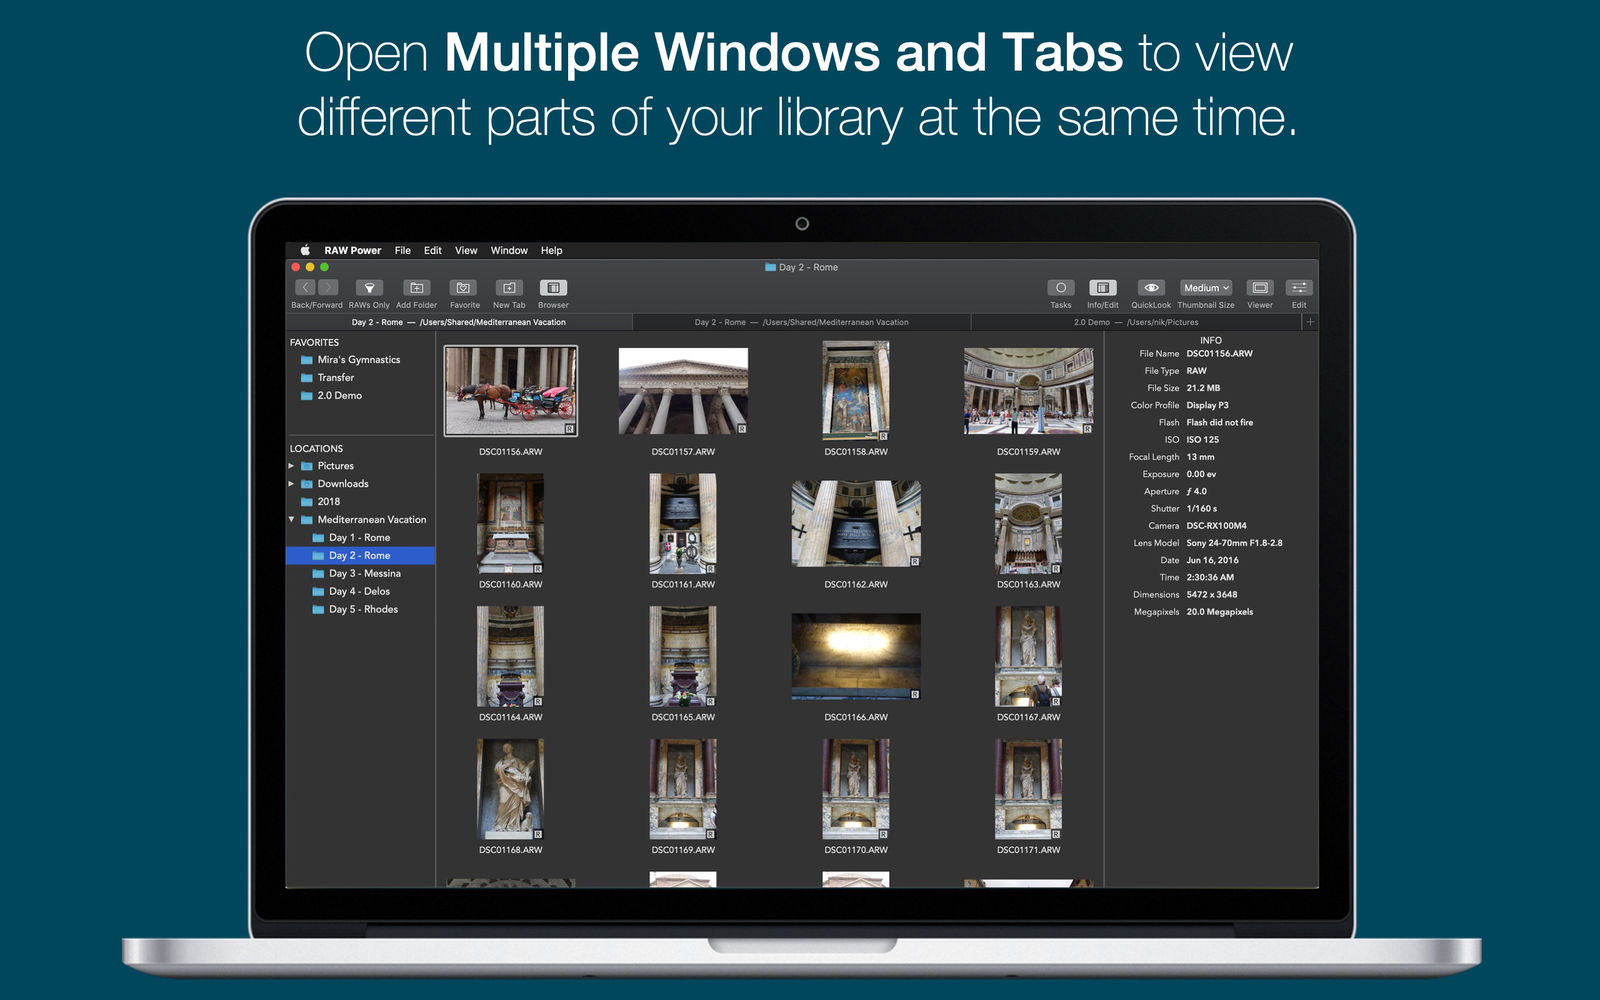 Open Multiple Windows and Tabs to view
different parts of your library at the same time.
RAW Power File Edit View Window Help
Day 2 - Rome
Back/Forward RAWs Only Add Folder Favorite New Tab Browser
Medium
Tasks Info/Edit QuickLook Thumbnail Size Viewer Edit
Day 2 - Rome — /Users/Shared/Mediterranean Vacation
Day 2 - Rome — /Users/Shared/Mediterranean Vacation
2.0 Demo — /Users/nik/Pictures
+
FAVORITES
Mira's Gymnastics
Transfer
2.0 Demo
LOCATIONS
Pictures
Downloads
2018
Mediterranean Vacation
Day 1 - Rome
Day 2 - Rome
Day 3 - Messina
Day 4 - Delos
Day 5 - Rhodes
R R R R
DSC01156.ARW DSC01157.ARW DSC01158.ARW DSC01159.ARW
R R R R
DSC01160.ARW DSC01161.ARW DSC01162.ARW DSC01163.ARW
R R R R
DSC01164.ARW DSC01165.ARW DSC01166.ARW DSC01167.ARW
R R R R
DSC01168.ARW DSC01169.ARW DSC01170.ARW DSC01171.ARW
INFO
File Name DSC01156.ARW
File Type RAW
File Size 21.2 MB
Color Profile Display P3
Flash Flash did not fire
ISO ISO 125
Focal Length 13 mm
Exposure 0.00 ev
Aperture ƒ 4.0
Shutter 1/160 s
Camera DSC-RX100M4
Lens Model Sony 24-70mm F1.8-2.8
Date Jun 16, 2016
Time 2:30:36 AM
Dimensions 5472 x 3648
Megapixels 20.0 Megapixels